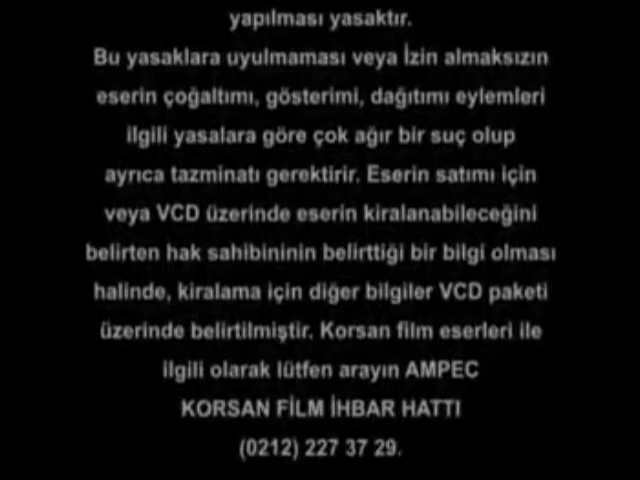 yapılması yasaktır.
Bu yasaklara uyulmaması veya İzin almaksızın
eserin çoğaltımı, gösterimi, dağıtımı eylemleri
ilgili yasalara göre çok ağır bir suç olup
ayrıca tazminatı gerektirir. Eserin satımı için
veya VCD üzerinde eserin kiralanabileceğini
belirten hak sahibininin belirttiği bir bilgi olması
halinde, kiralama için diğer bilgiler VCD paketi
üzerinde belirtilmiştir. Korsan film eserleri ile
ilgili olarak lütfen arayın AMPEC
KORSAN FİLM İHBAR HATTI
(0212) 227 37 29.